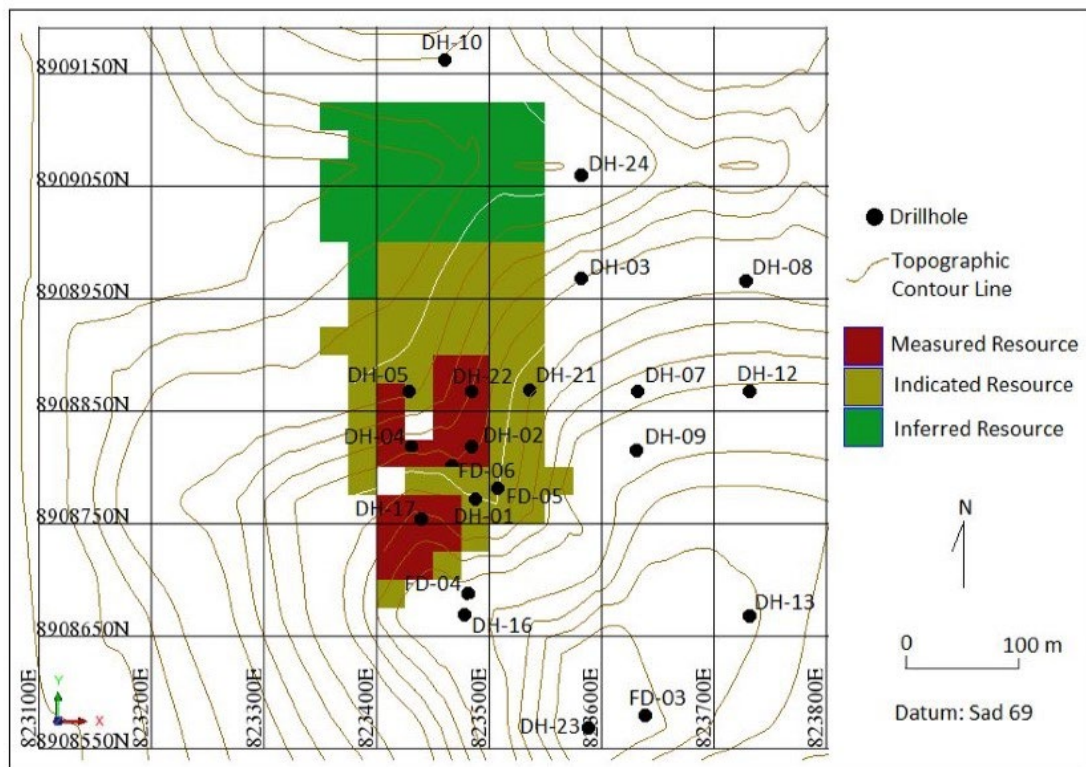 DH-10
8909150N
DH-24
8909050N
DH-03
DH-08
8908950N
DH-05
DH-22
DH-21
DH-07
DH-12
8908850N
DH-04
DH-02
DH-09
FD-06
FD-05
DH-17
DH-01
8908750N
FD-04
DH-13
DH-16
8908650N
FD-03
DH-23
8908550N
823100E
823200E
823300E
823400E
823500E
823600E
823700E
823800E
Y
X
Drillhole
Topographic
Contour Line
Measured Resource
Indicated Resource
Inferred Resource
N
0 100 m
Datum: Sad 69